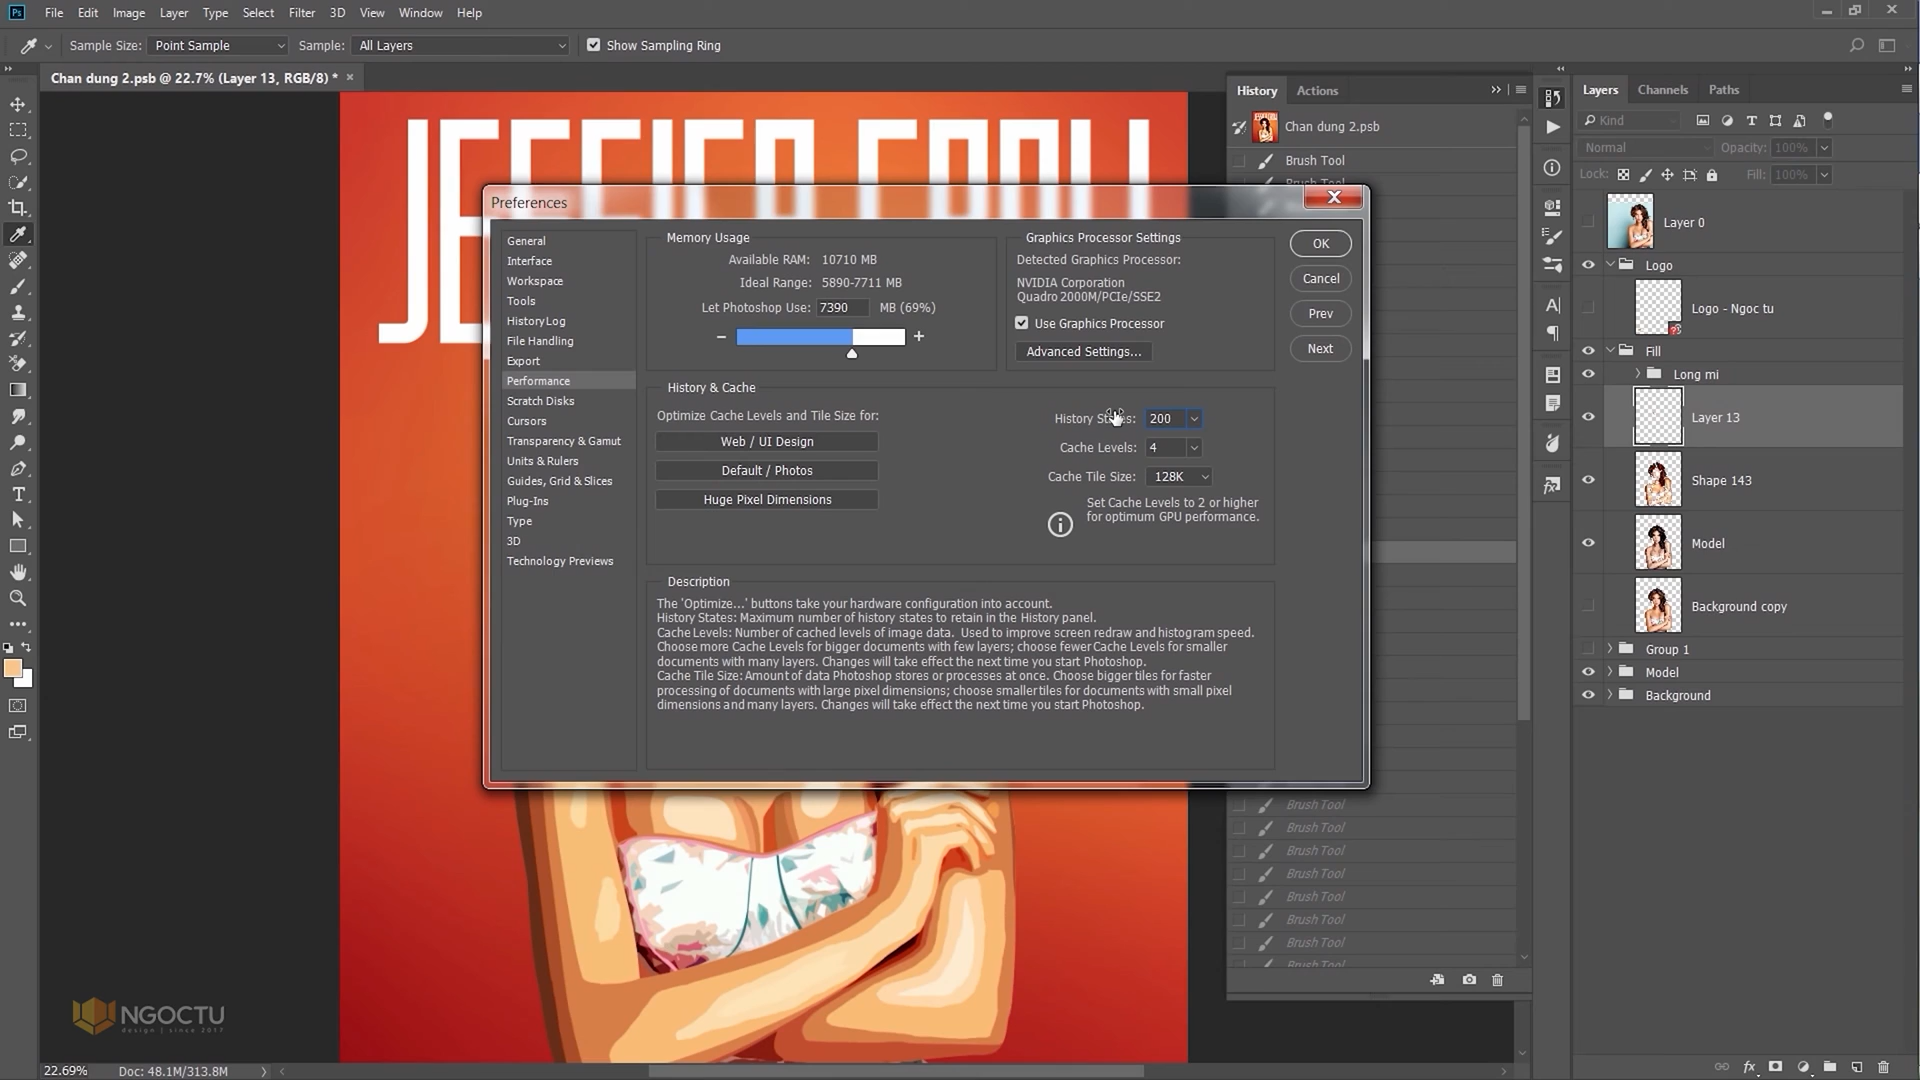 Ps File Edit Image Layer Type Select Filter 3D View Window Help
Sample Size: Point Sample Sample: All Layers Show Sampling Ring
Chan dung 2.psb @ 22.7% (Layer 13, RGB/8) * ×
History Actions
Chan dung 2.psb
Brush Tool
Brush Tool
Preferences
General
Interface
Workspace
Tools
History Log
File Handling
Export
Performance
Scratch Disks
Cursors
Transparency & Gamut
Units & Rulers
Guides, Grid & Slices
Plug-Ins
Type
3D
Technology Previews
Memory Usage
Available RAM: 10710 MB
Ideal Range: 5890-7711 MB
Let Photoshop Use: 7390 MB (69%)
Graphics Processor Settings
Detected Graphics Processor:
NVIDIA Corporation
Quadro 2000M/PCIe/SSE2
Use Graphics Processor
Advanced Settings...
OK
Cancel
Prev
Next
History & Cache
Optimize Cache Levels and Tile Size for:
Web / UI Design
Default / Photos
Huge Pixel Dimensions
History States: 200
Cache Levels: 4
Cache Tile Size: 128K
Set Cache Levels to 2 or higher
for optimum GPU performance.
Description
The 'Optimize...' buttons take your hardware configuration into account.
History States: Maximum number of history states to retain in the History panel.
Cache Levels: Number of cached levels of image data. Used to improve screen redraw and histogram speed.
Choose more Cache Levels for bigger documents with few layers; choose fewer Cache Levels for smaller
documents with many layers. Changes will take effect the next time you start Photoshop.
Cache Tile Size: Amount of data Photoshop stores or processes at once. Choose bigger tiles for faster
processing of documents with large pixel dimensions; choose smaller tiles for documents with small pixel
dimensions and many layers. Changes will take effect the next time you start Photoshop.
Brush Tool
Brush Tool
Brush Tool
Brush Tool
Brush Tool
Brush Tool
Brush Tool
Brush Tool
Layers Channels Paths
Kind
Normal Opacity: 100%
Lock: Fill: 100%
Layer 0
Logo
Logo - Ngoc tu
Fill
Long mi
Layer 13
Shape 143
Model
Background copy
Group 1
Model
Background
NGOCTU
design | since 2017
22.69% Doc: 48.1M/313.8M